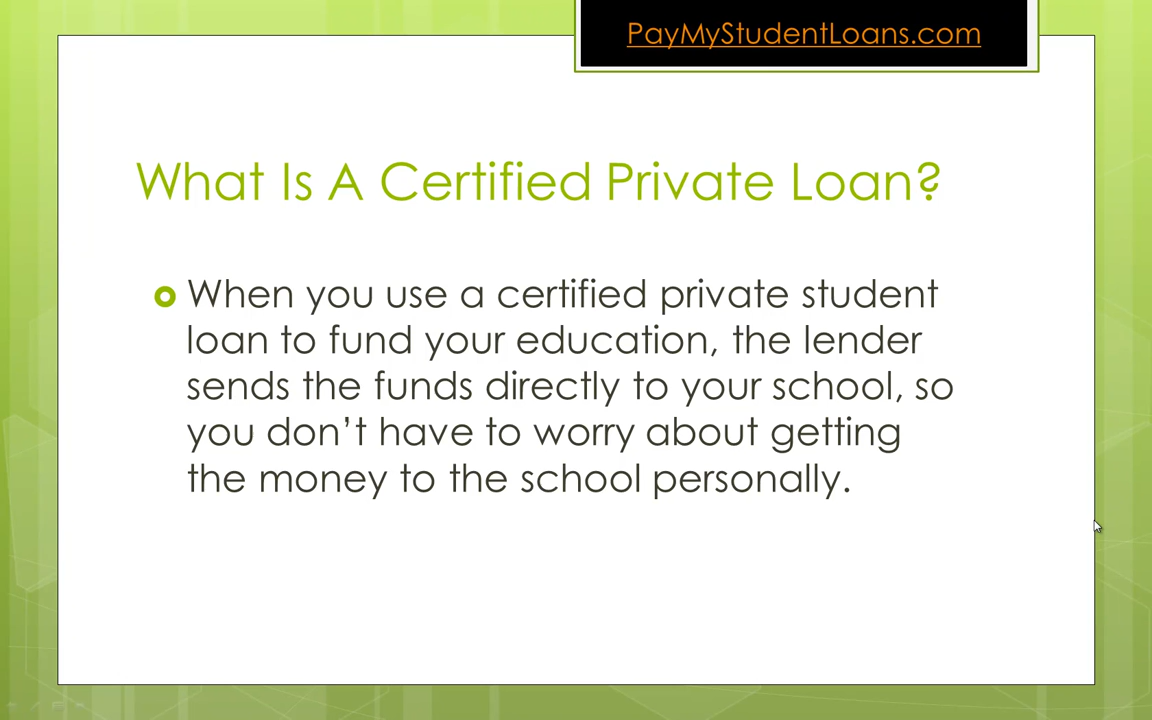 PayMyStudentLoans.com
What Is A Certified Private Loan?
When you use a certified private student
loan to fund your education, the lender
sends the funds directly to your school, so
you don’t have to worry about getting
the money to the school personally.